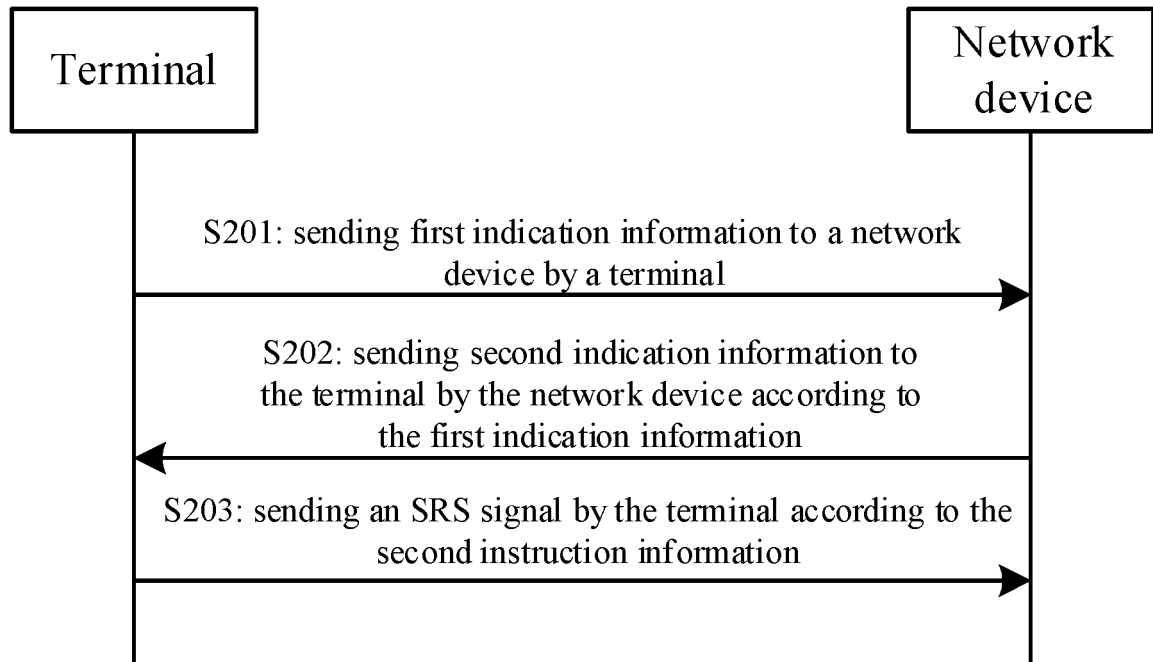 Terminal
Network
device
S201: sending first indication information to a network
device by a terminal
S202: sending second indication information to
the terminal by the network device according to
the first indication information
S203: sending an SRS signal by the terminal according to the
second instruction information